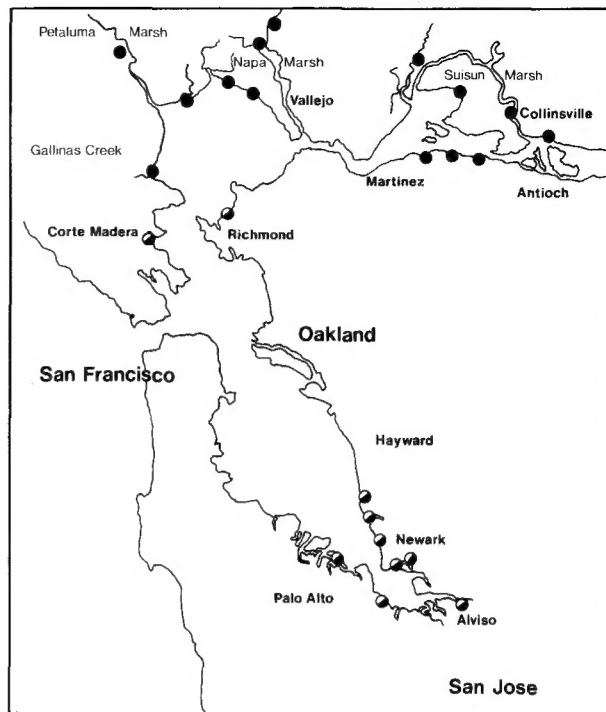 Petaluma Marsh
Napa Marsh
Suisun Marsh
Vallejo
Collinsville
Gallinas Creek
Martinez
Antioch
Corte Madera
Richmond
Oakland
San Francisco
Hayward
Newark
Palo Alto
Alviso
San Jose